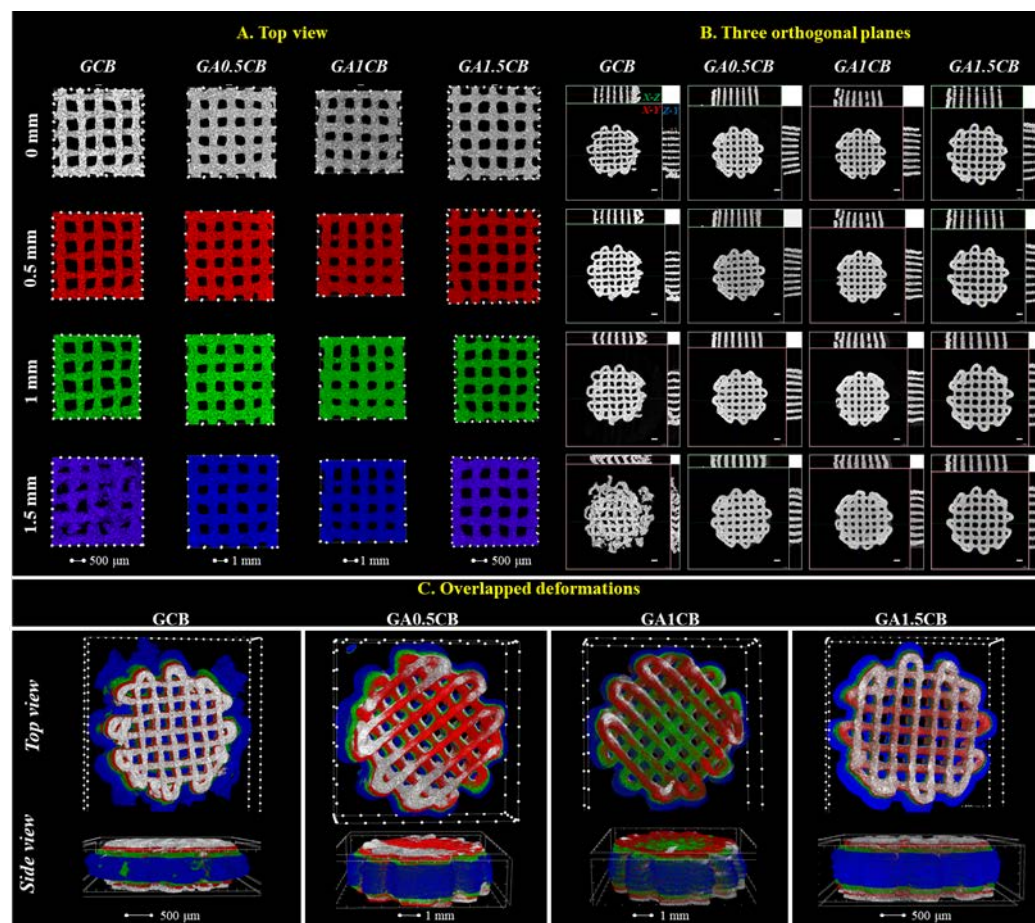 A. Top view
B. Three orthogonal planes
GCB GA0.5CB GA1CB GA1.5CB
GCB GA0.5CB GA1CB GA1.5CB
X-Z
X-Y Z-Y
0 mm
0.5 mm
1 mm
1.5 mm
500 μm 1 mm 1 mm 500 μm
C. Overlapped deformations
GCB GA0.5CB GA1CB GA1.5CB
Top view
Side view
500 μm 1 mm 1 mm 500 μm